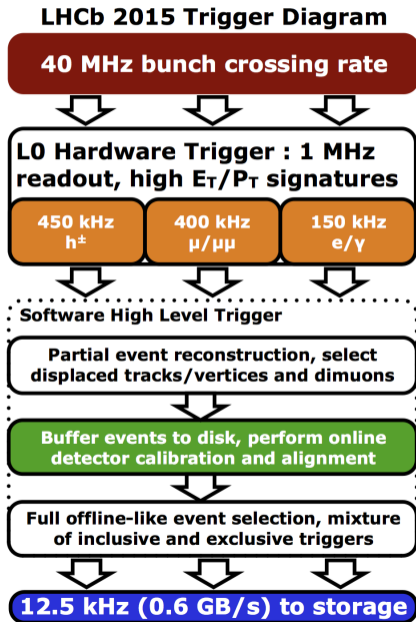 LHCb 2015 Trigger Diagram
40 MHz bunch crossing rate
L0 Hardware Trigger : 1 MHz
readout, high E_T/P_T signatures
450 kHz
h±
400 kHz
μ/μμ
150 kHz
e/γ
Software High Level Trigger
Partial event reconstruction, select
displaced tracks/vertices and dimuons
Buffer events to disk, perform online
detector calibration and alignment
Full offline-like event selection, mixture
of inclusive and exclusive triggers
12.5 kHz (0.6 GB/s) to storage